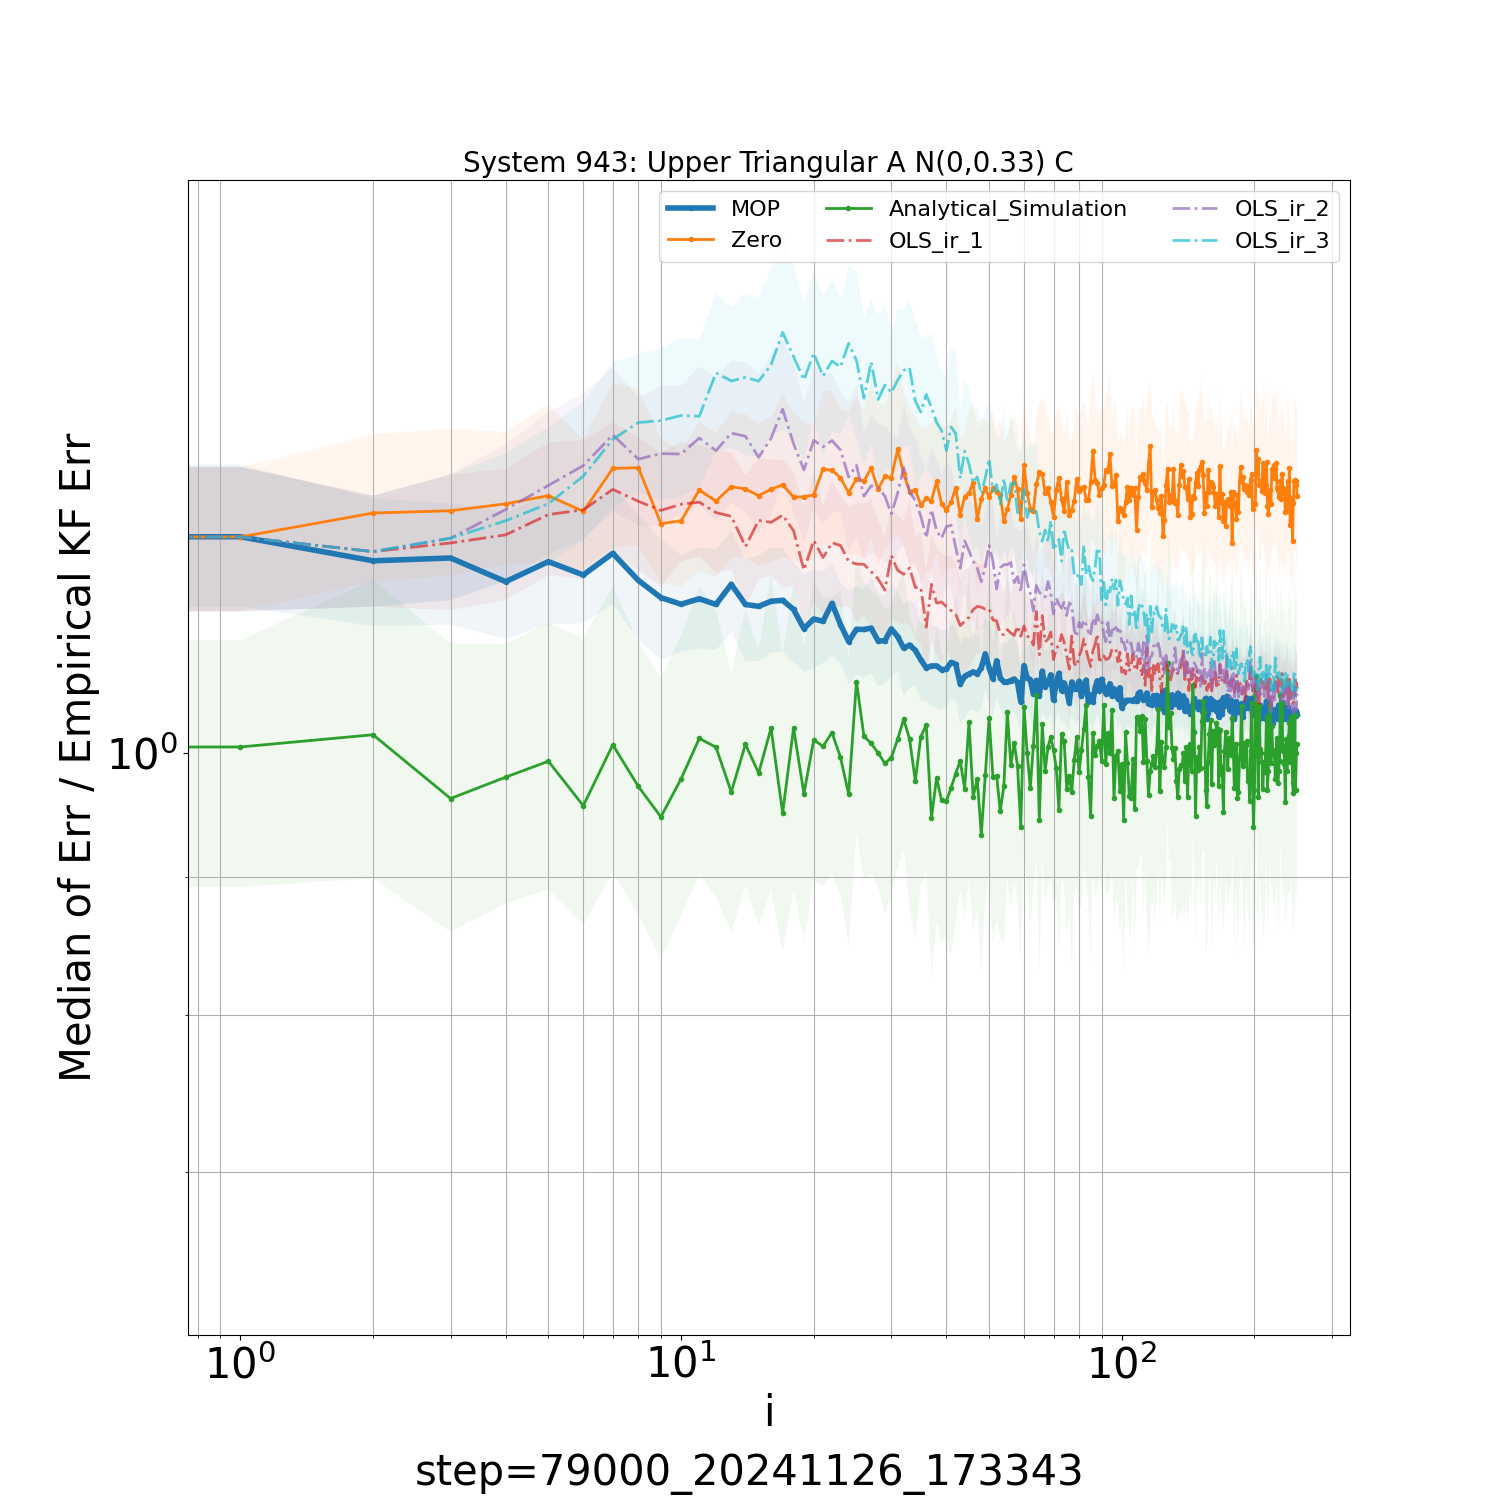 System 943: Upper Triangular A N(0,0.33) C
MOP
Zero
Analytical_Simulation
OLS_ir_1
OLS_ir_2
OLS_ir_3
Median of Err / Empirical KF Err
10⁰
10⁰ 10¹ 10²
i
step=79000_20241126_173343